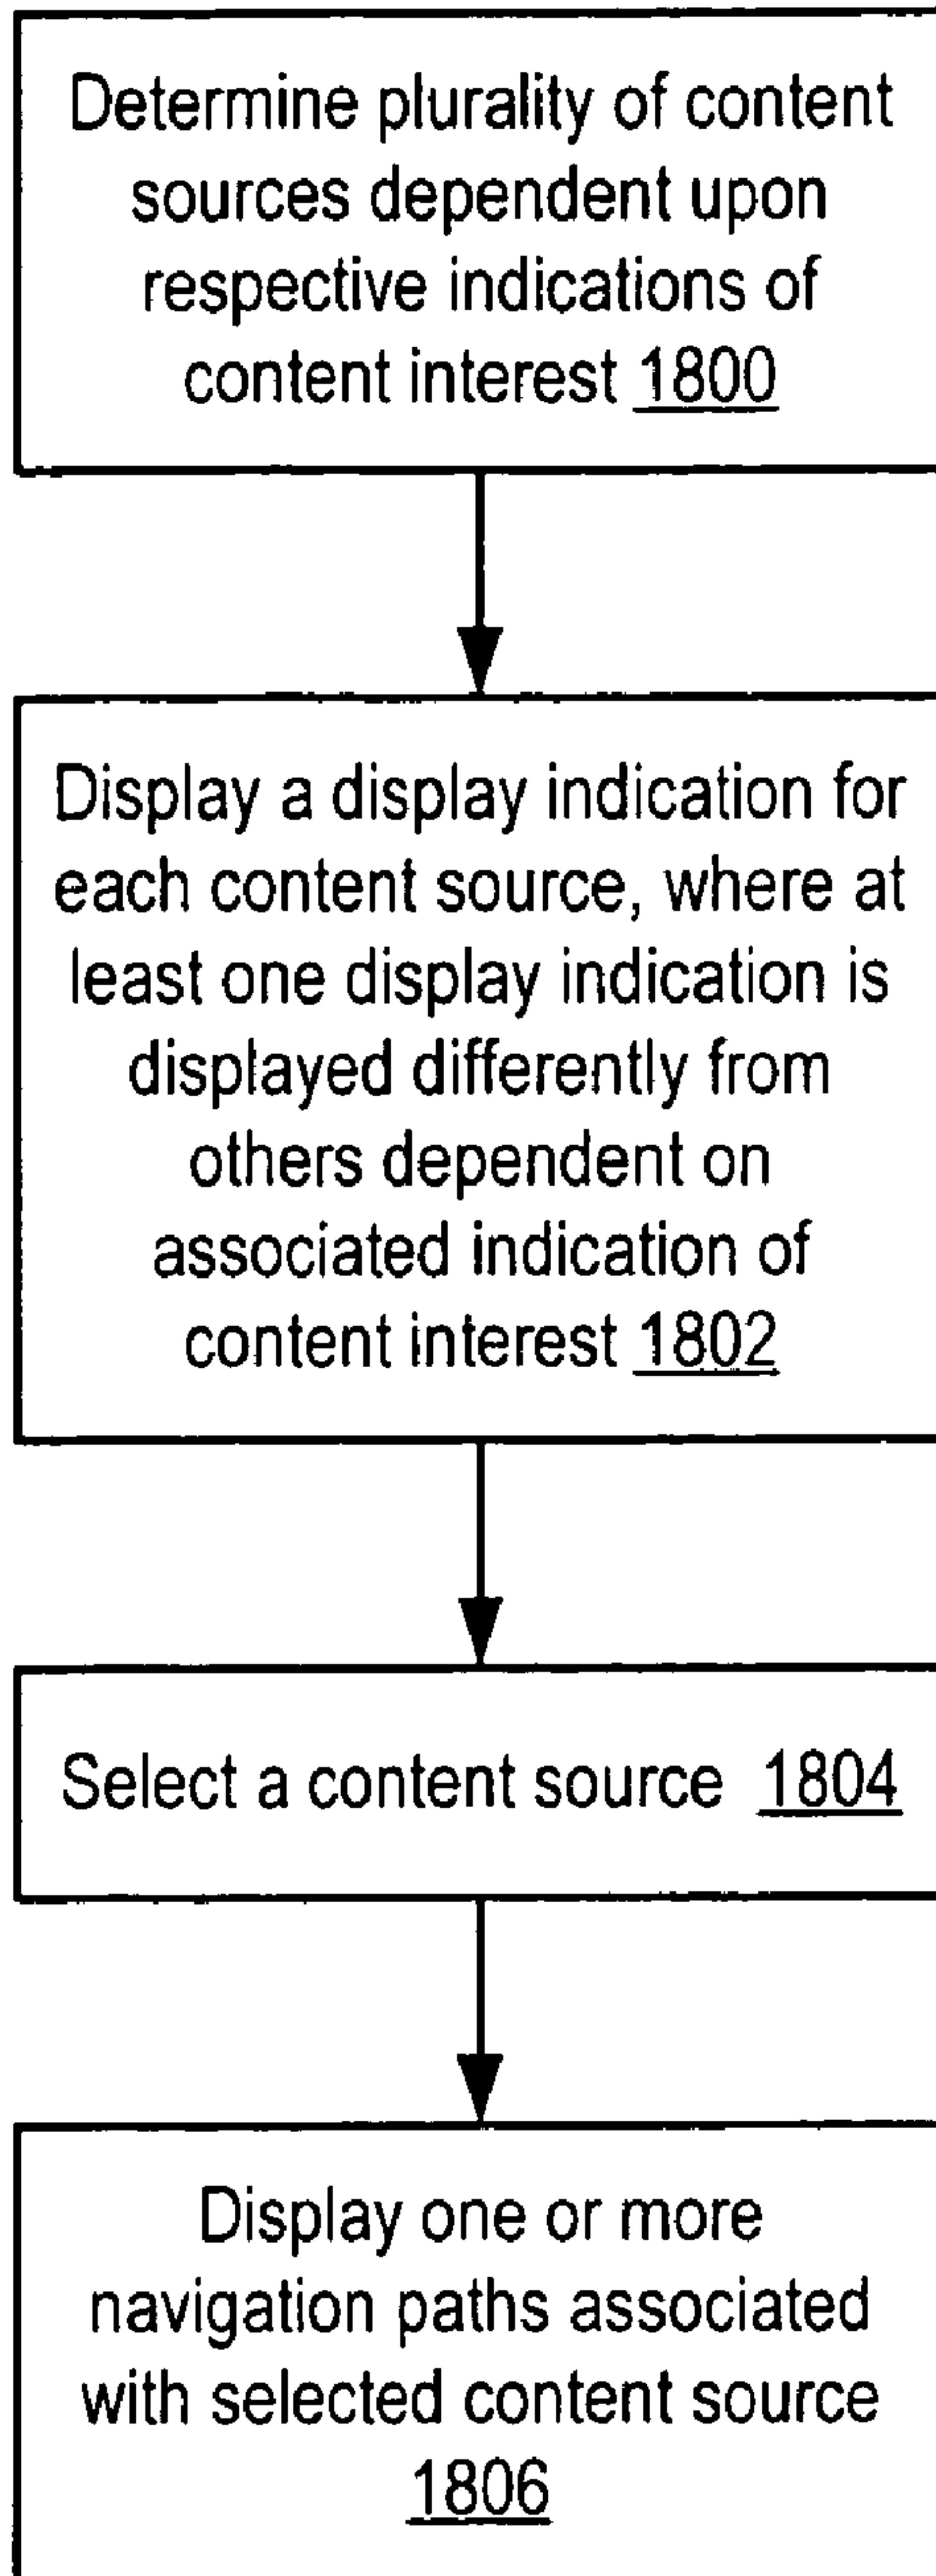 Determine plurality of content
sources dependent upon
respective indications of
content interest 1800
Display a display indication for
each content source, where at
least one display indication is
displayed differently from
others dependent on
associated indication of
content interest 1802
Select a content source 1804
Display one or more
navigation paths associated
with selected content source
1806